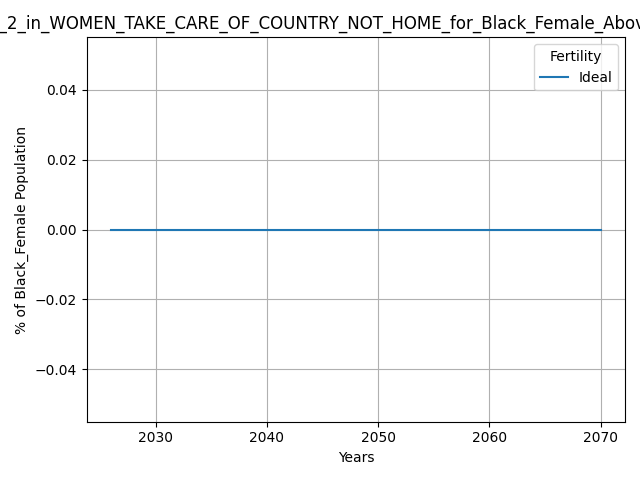 _2_in_WOMEN_TAKE_CARE_OF_COUNTRY_NOT_HOME_for_Black_Female_Abov
Fertility
Ideal
% of Black_Female Population
0.04
0.02
0.00
−0.02
−0.04
2030 2040 2050 2060 2070
Years